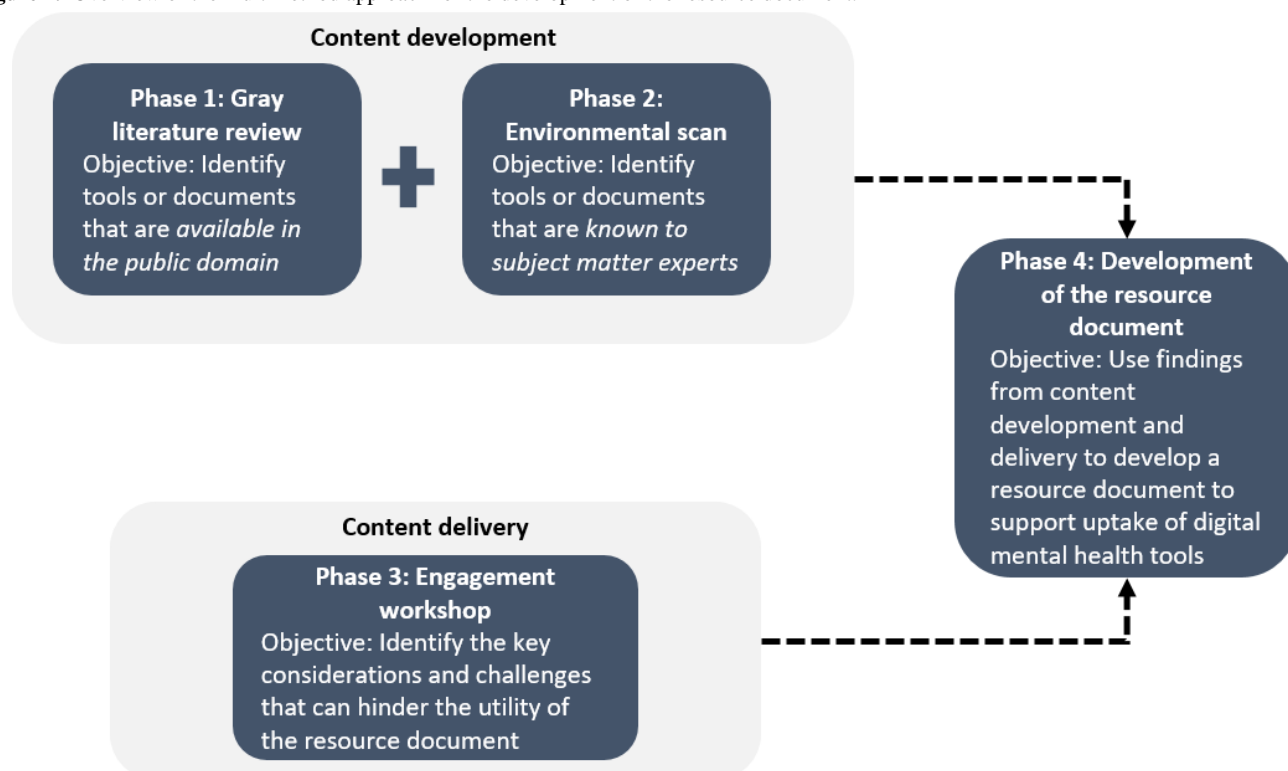 Content development
Phase 1: Gray
literature review
Objective: Identify
tools or documents
that are available in
the public domain
Phase 2:
Environmental scan
Objective: Identify
tools or documents
that are known to
subject matter experts
Phase 4: Development
of the resource
document
Objective: Use findings
from content
development and
delivery to develop a
resource document to
support uptake of digital
mental health tools
Content delivery
Phase 3: Engagement
workshop
Objective: Identify the key
considerations and challenges
that can hinder the utility of
the resource document